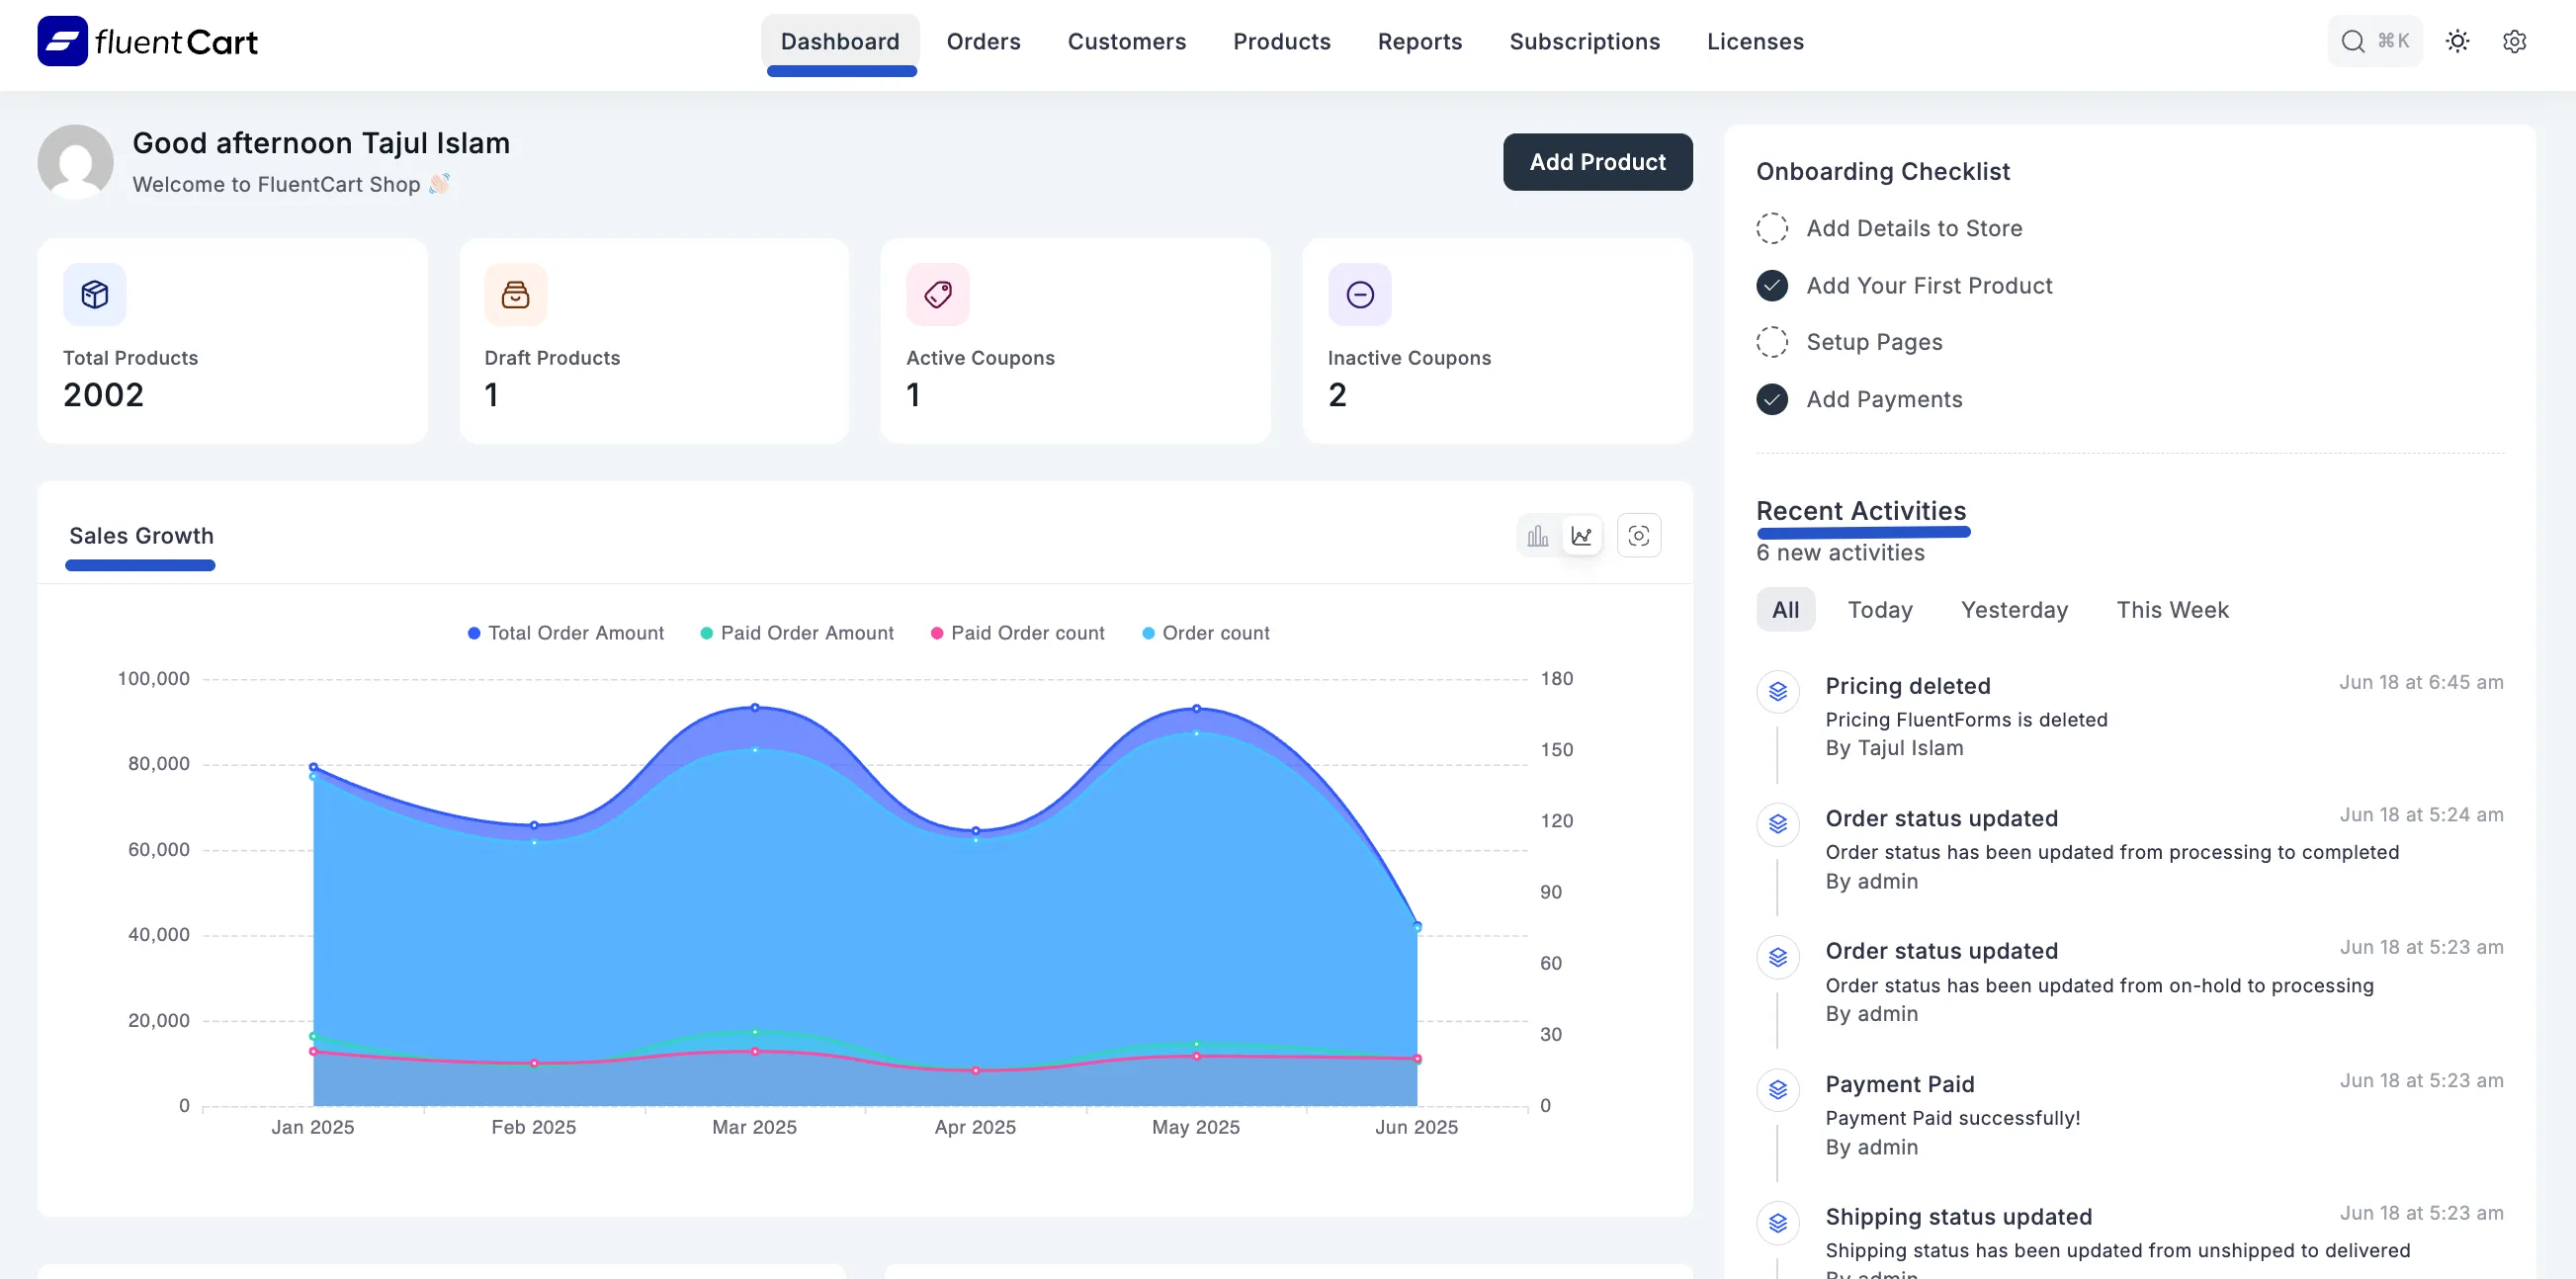 fluentCart
Dashboard
Orders
Customers
Products
Reports
Subscriptions
Licenses
⌘K
Good afternoon Tajul Islam
Welcome to FluentCart Shop 👋🏻
Add Product
Total Products
2002
Draft Products
1
Active Coupons
1
Inactive Coupons
2
Sales Growth
Total Order Amount
Paid Order Amount
Paid Order count
Order count
100,000
80,000
60,000
40,000
20,000
0
180
150
120
90
60
30
0
Jan 2025
Feb 2025
Mar 2025
Apr 2025
May 2025
Jun 2025
Onboarding Checklist
Add Details to Store
Add Your First Product
Setup Pages
Add Payments
Recent Activities
6 new activities
All
Today
Yesterday
This Week
Pricing deleted
Jun 18 at 6:45 am
Pricing FluentForms is deleted
By Tajul Islam
Order status updated
Jun 18 at 5:24 am
Order status has been updated from processing to completed
By admin
Order status updated
Jun 18 at 5:23 am
Order status has been updated from on-hold to processing
By admin
Payment Paid
Jun 18 at 5:23 am
Payment Paid successfully!
By admin
Shipping status updated
Jun 18 at 5:23 am
Shipping status has been updated from unshipped to delivered
By admin